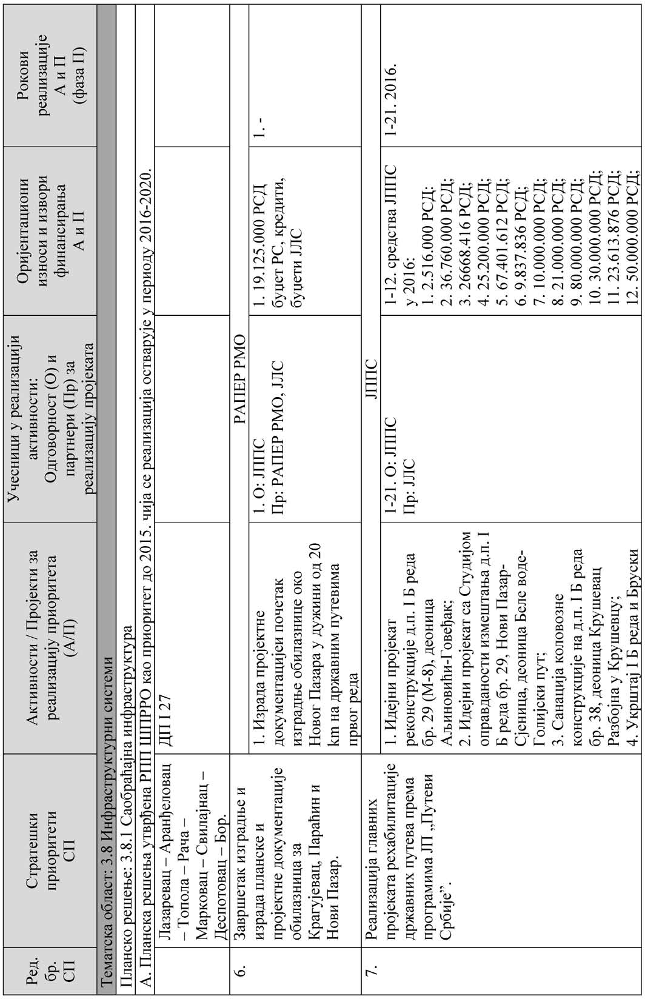 Ред.
бр.
СП
Стратешки
приоритети
СП
Активности / Пројекти за
реализацију приоритета
(А/П)
Учесници у реализацији
активности:
Одговорност (О) и
партнери (Пр) за
реализацију пројеката
Оријентациони
износи и извори
финансирања
А и П
Рокови
реализације
А и П
(фаза П)
Тематска област: 3.8 Инфраструктурни системи
Планско решење: 3.8.1 Саобраћајна инфраструктура
А. Планска решења утврђена РПП ШПРО као приоритет до 2015. чија се реализација остварује у периоду 2016-2020.
Лазаревац – Аранђеловац
– Топола – Рача –
Марковац – Свилајнац –
Деспотовац – Бор.
ДП I 27
6.
Завршетак изградње и
израда планске и
пројектне документације
обилазница за
Крагујевац, Параћин и
Нови Пазар.
РАПЕР РМО
1. Израда пројектне
документацијеи почетак
изградње обилазнице око
Новог Пазара у дужини од 20
km на државним путевима
првог реда
1. О: ЈППС
Пр: РАПЕР РМО, ЈЛС
1. 19.125.000 РСД
буџет РС, кредити,
буџети ЈЛС
1. -
7.
Реализација главних
пројеката рехабилитације
државних путева према
програмима ЈП „Путеви
Србије”.
ЈППС
1. Идејни пројекат
реконструкције д.п. I Б реда
бр. 29 (М-8), деоница
Аљиновићи-Говеђак;
2. Идејни пројекат са Студијом
оправданости измештања д.п. I
Б реда бр. 29, Нови Пазар-
Сјеница, деоница Беле воде-
Голијски пут;
3. Санација коловозне
конструкције на д.п. I Б реда
бр. 38, деоница Крушевац
Разбојна у Крушевцу;
4. Укрштај I Б реда и Бруски
1-21. О: ЈППС
Пр: ЈЛС
1-12. средства ЈППС
у 2016:
1. 2.516.000 РСД:
2. 36.760.000 РСД;
3. 26668.416 РСД;
4. 25.200.000 РСД;
5. 67.401.612 РСД;
6. 9.837.836 РСД;
7. 10.000.000 РСД;
8. 21.000.000 РСД;
9. 80.000.000 РСД;
10. 30.000.000 РСД;
11. 23.613.876 РСД;
12. 50.000.000 РСД;
1-21. 2016.